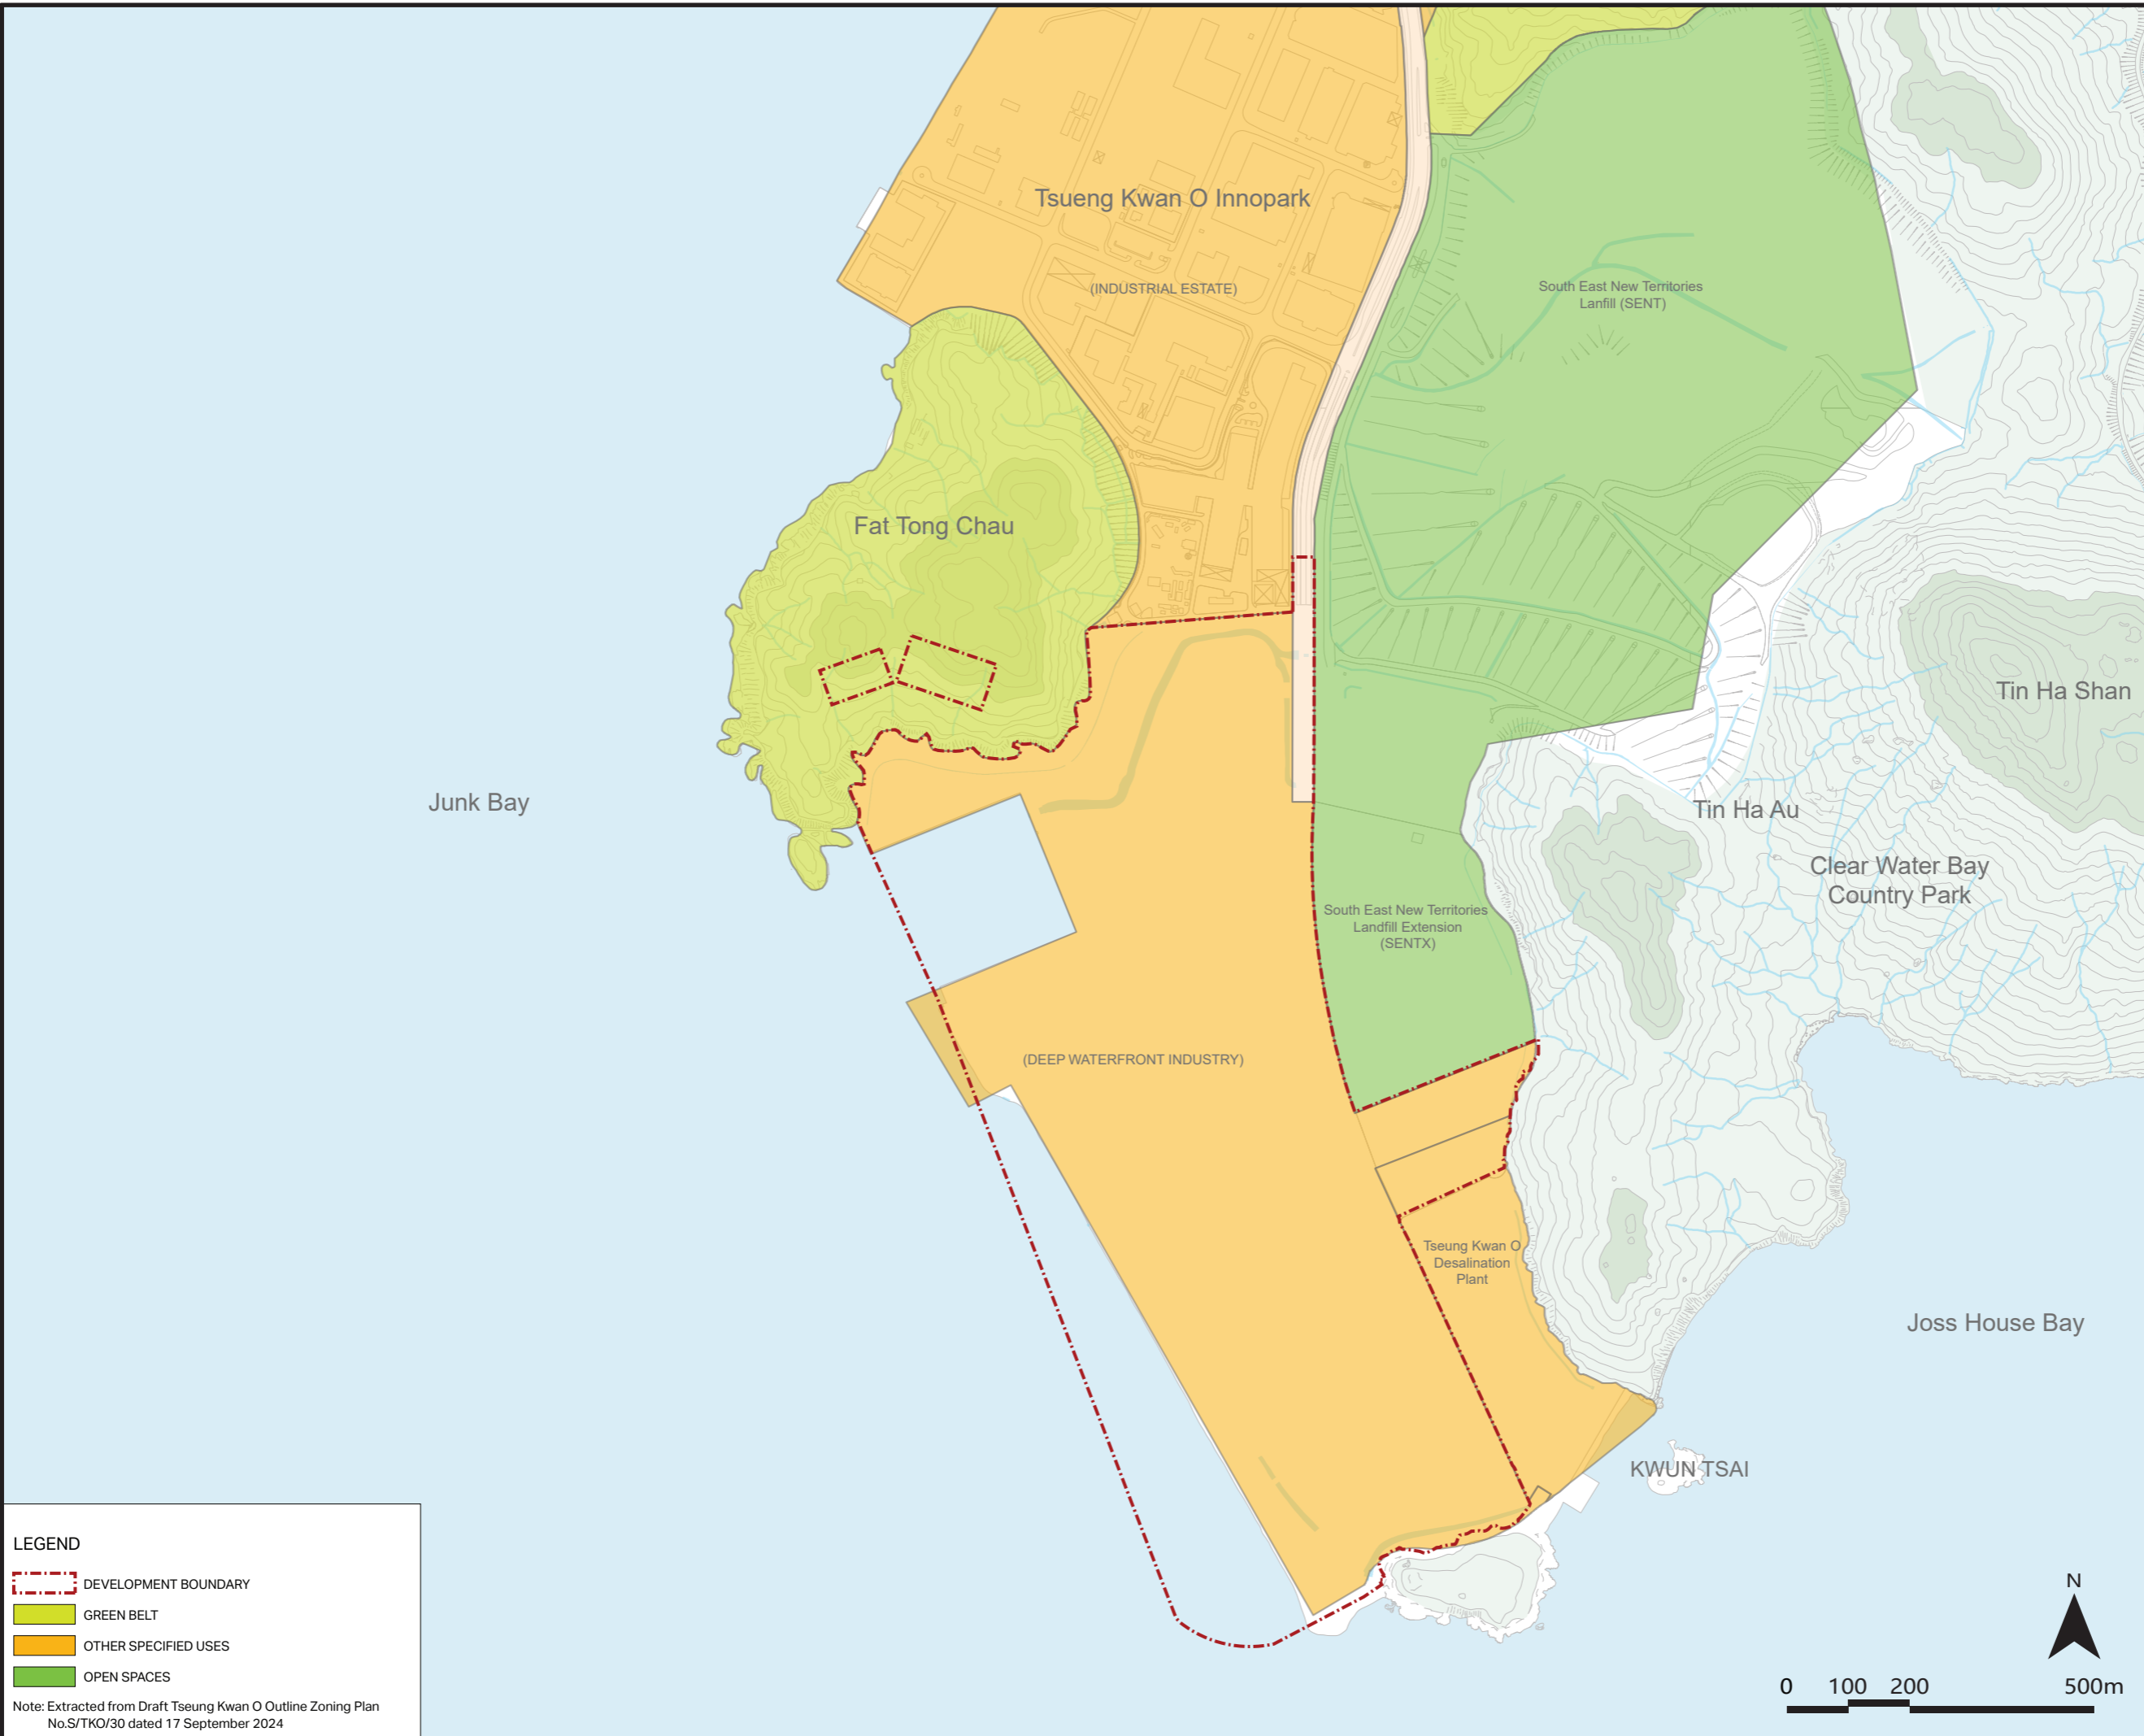 Tsueng Kwan O Innopark
(INDUSTRIAL ESTATE)
South East New Territories
Lanfill (SENT)
Fat Tong Chau
Tin Ha Shan
Junk Bay
Tin Ha Au
Clear Water Bay
Country Park
South East New Territories
Landfill Extension
(SENTX)
(DEEP WATERFRONT INDUSTRY)
Tseung Kwan O
Desalination
Plant
Joss House Bay
KWUN TSAI
LEGEND
DEVELOPMENT BOUNDARY
GREEN BELT
OTHER SPECIFIED USES
OPEN SPACES
Note: Extracted from Draft Tseung Kwan O Outline Zoning Plan
No.S/TKO/30 dated 17 September 2024
N
0 100 200 500m